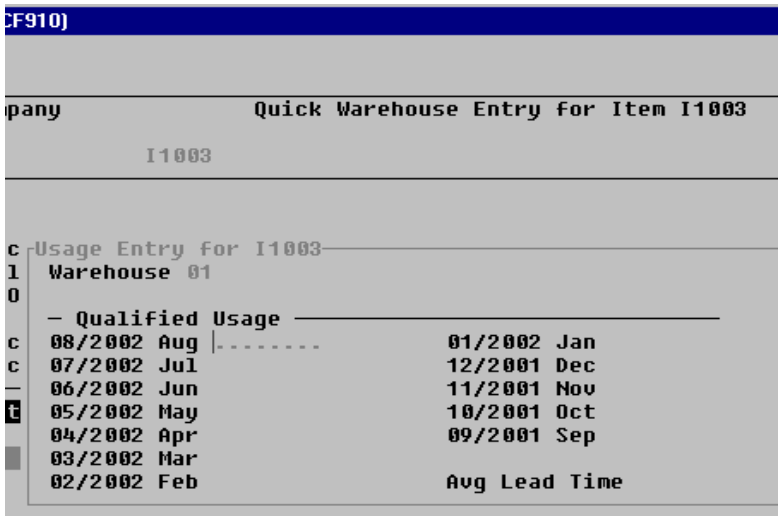 CF910)
pany Quick Warehouse Entry for Item I1003
I1003
c Usage Entry for I1003
l Warehouse 01
O
— Qualified Usage
c 08/2002 Aug ........ 01/2002 Jan
c 07/2002 Jul 12/2001 Dec
06/2002 Jun 11/2001 Nov
t 05/2002 May 10/2001 Oct
04/2002 Apr 09/2001 Sep
03/2002 Mar
02/2002 Feb Avg Lead Time